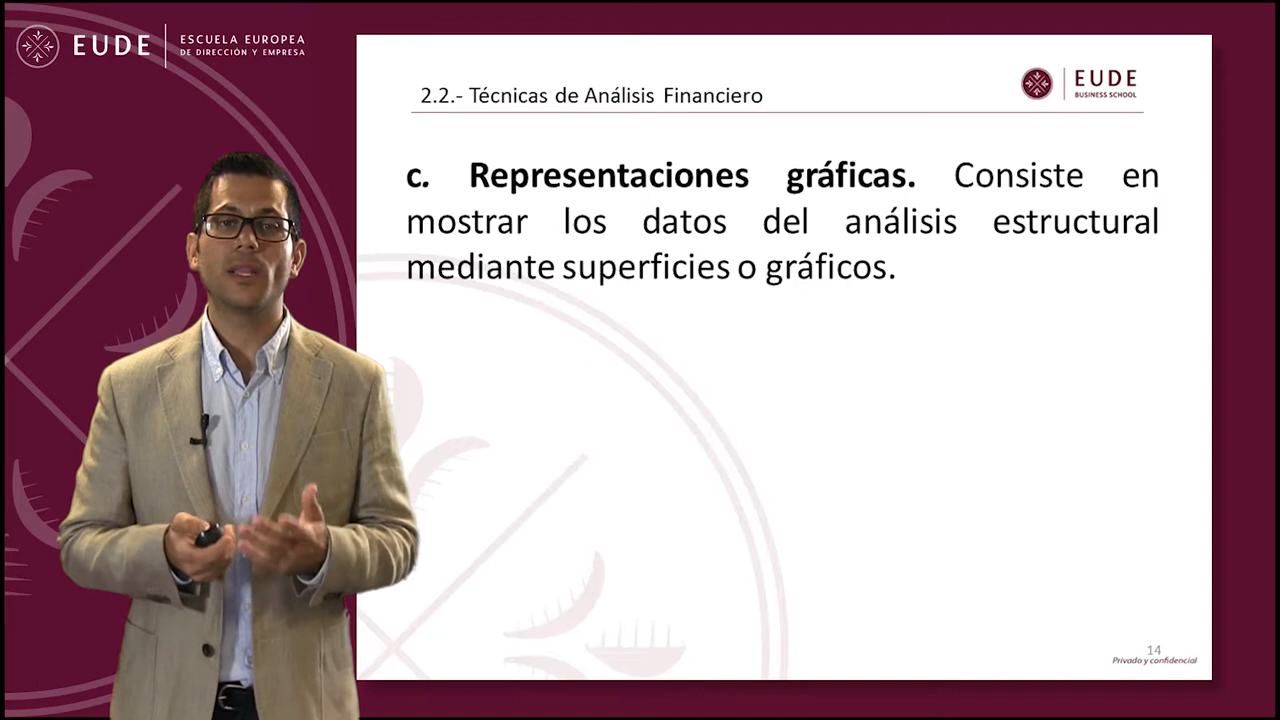 EUDE
ESCUELA EUROPEA
DE DIRECCIÓN Y EMPRESA
2.2.- Técnicas de Análisis Financiero
EUDE
BUSINESS SCHOOL
c. Representaciones gráficas. Consiste en
mostrar los datos del análisis estructural
mediante superficies o gráficos.
14
Privado y confidencial